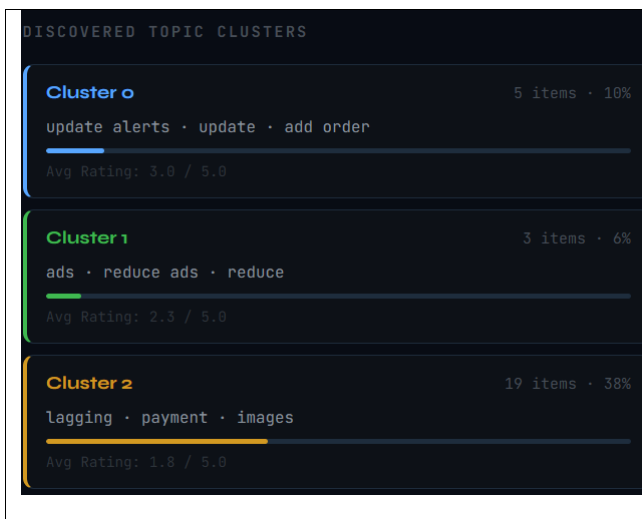 DISCOVERED TOPIC CLUSTERS
Cluster 0
5 items · 10%
update alerts · update · add order
Avg Rating: 3.0 / 5.0
Cluster 1
3 items · 6%
ads · reduce ads · reduce
Avg Rating: 2.3 / 5.0
Cluster 2
19 items · 38%
lagging · payment · images
Avg Rating: 1.8 / 5.0